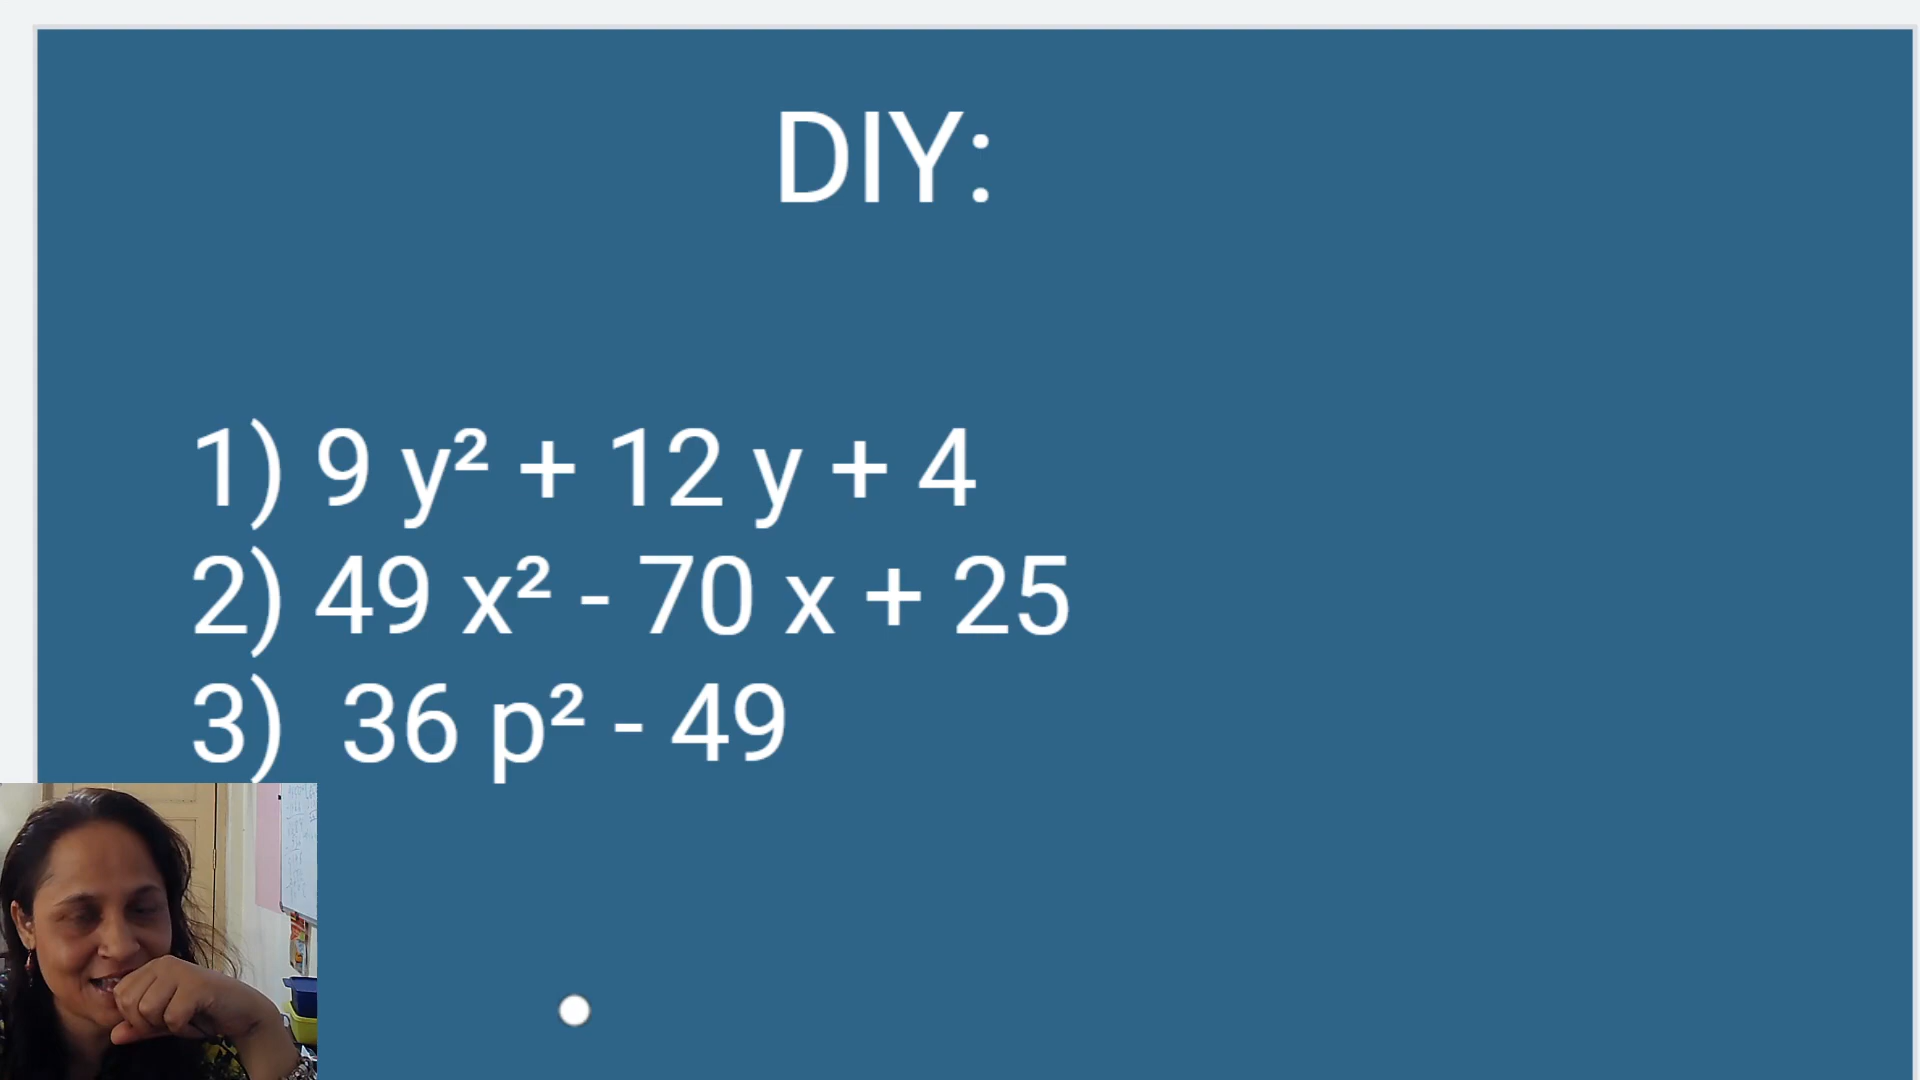 DIY:
1) 9 y² + 12 y + 4
2) 49 x² - 70 x + 25
3) 36 p² - 49